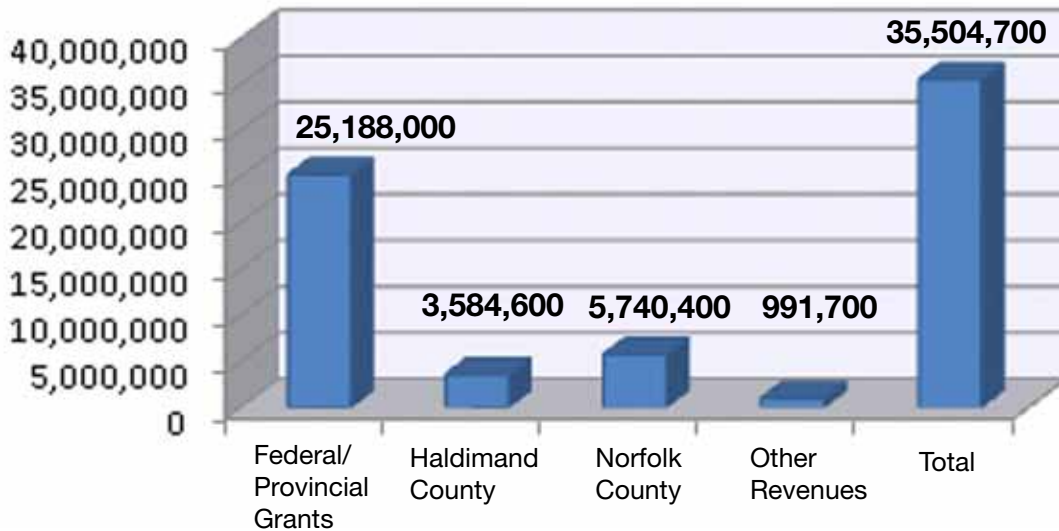 40,000,000
35,000,000
30,000,000
25,000,000
20,000,000
15,000,000
10,000,000
5,000,000
0
25,188,000
3,584,600
5,740,400
991,700
35,504,700
Federal/
Provincial
Grants
Haldimand
County
Norfolk
County
Other
Revenues
Total